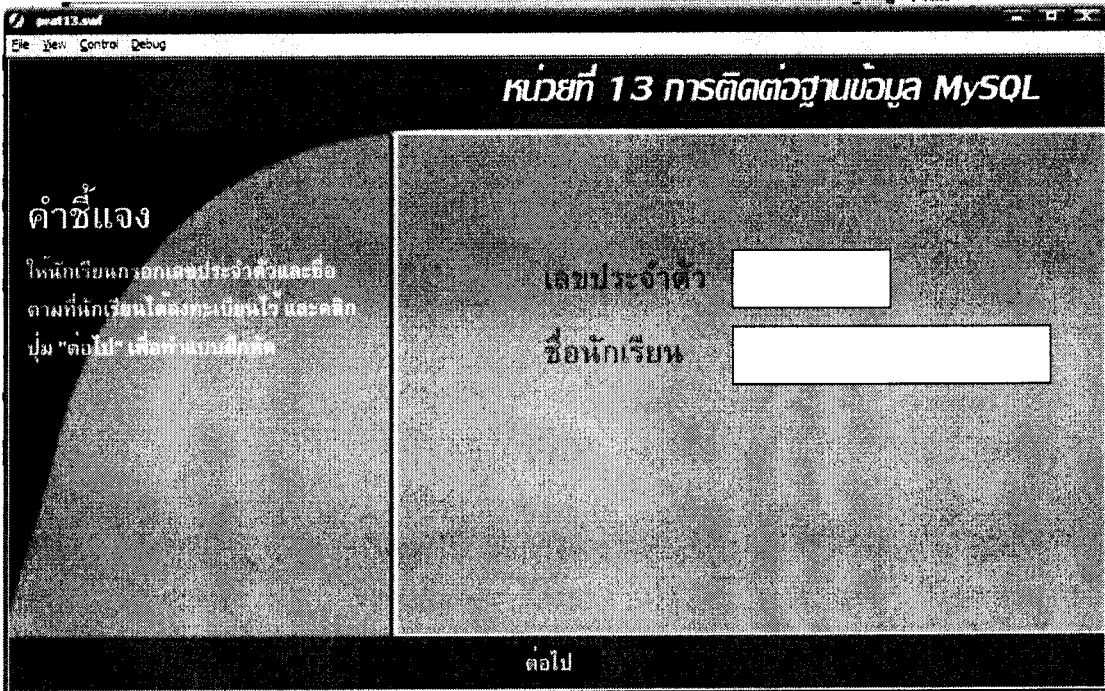 prat13.swf
File View Control Debug
หน่วยที่ 13 การติดต่อฐานข้อมูล MySQL
คำชี้แจง
ให้นักเรียนกรอกเลขประจำตัวและชื่อ
ตามที่นักเรียนได้ลงทะเบียนไว้ และคลิก
ปุ่ม "ต่อไป" เพื่อทำแบบฝึกหัด
เลขประจำตัว
ชื่อนักเรียน
ต่อไป